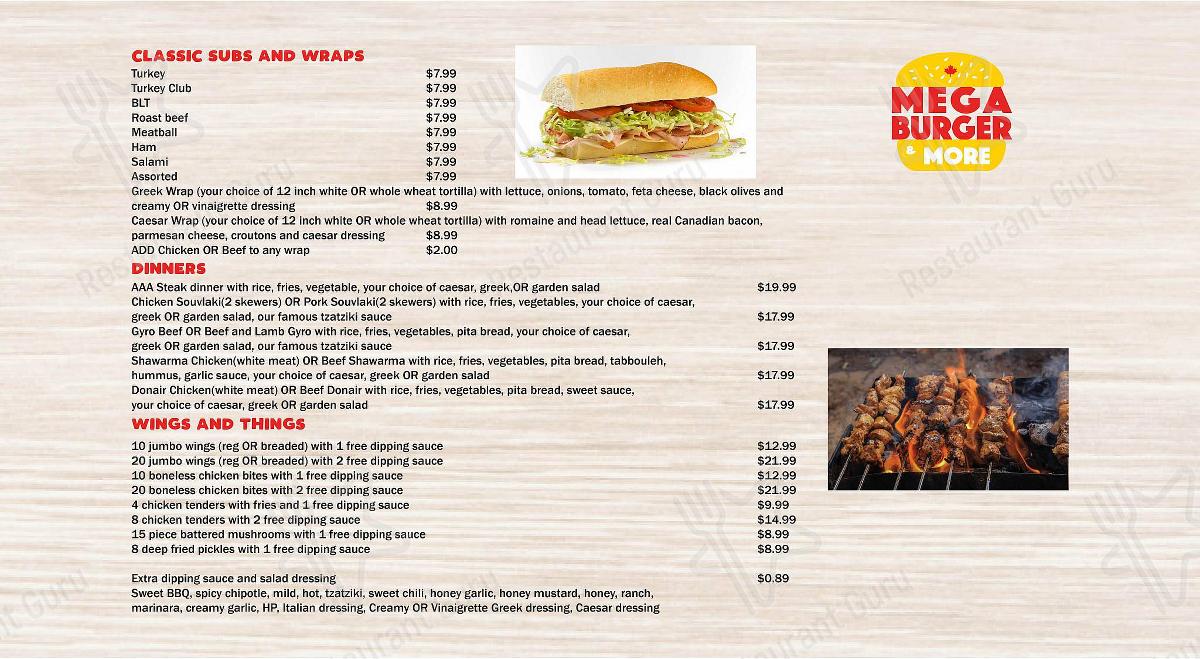 CLASSIC SUBS AND WRAPS
Turkey $7.99
Turkey Club $7.99
BLT $7.99
Roast beef $7.99
Meatball $7.99
Ham $7.99
Salami $7.99
Assorted $7.99
Greek Wrap (your choice of 12 inch white OR whole wheat tortilla) with lettuce, onions, tomato, feta cheese, black olives and
creamy OR vinaigrette dressing $8.99
Caesar Wrap (your choice of 12 inch white OR whole wheat tortilla) with romaine and head lettuce, real Canadian bacon,
parmesan cheese, croutons and caesar dressing $8.99
ADD Chicken OR Beef to any wrap $2.00
MEGA
BURGER
& MORE
DINNERS
AAA Steak dinner with rice, fries, vegetable, your choice of caesar, greek,OR garden salad $19.99
Chicken Souvlaki(2 skewers) OR Pork Souvlaki(2 skewers) with rice, fries, vegetables, your choice of caesar,
greek OR garden salad, our famous tzatziki sauce $17.99
Gyro Beef OR Beef and Lamb Gyro with rice, fries, vegetables, pita bread, your choice of caesar,
greek OR garden salad, our famous tzatziki sauce $17.99
Shawarma Chicken(white meat) OR Beef Shawarma with rice, fries, vegetables, pita bread, tabbouleh,
hummus, garlic sauce, your choice of caesar, greek OR garden salad $17.99
Donair Chicken(white meat) OR Beef Donair with rice, fries, vegetables, pita bread, sweet sauce,
your choice of caesar, greek OR garden salad $17.99
WINGS AND THINGS
10 jumbo wings (reg OR breaded) with 1 free dipping sauce $12.99
20 jumbo wings (reg OR breaded) with 2 free dipping sauce $21.99
10 boneless chicken bites with 1 free dipping sauce $12.99
20 boneless chicken bites with 2 free dipping sauce $21.99
4 chicken tenders with fries and 1 free dipping sauce $9.99
8 chicken tenders with 2 free dipping sauce $14.99
15 piece battered mushrooms with 1 free dipping sauce $8.99
8 deep fried pickles with 1 free dipping sauce $8.99
Extra dipping sauce and salad dressing $0.89
Sweet BBQ, spicy chipotle, mild, hot, tzatziki, sweet chili, honey garlic, honey mustard, honey, ranch,
marinara, creamy garlic, HP, Italian dressing, Creamy OR Vinaigrette Greek dressing, Caesar dressing
Restaurant Guru
Restaurant Guru
Restaurant Guru
Restaurant Guru
Restaurant Guru